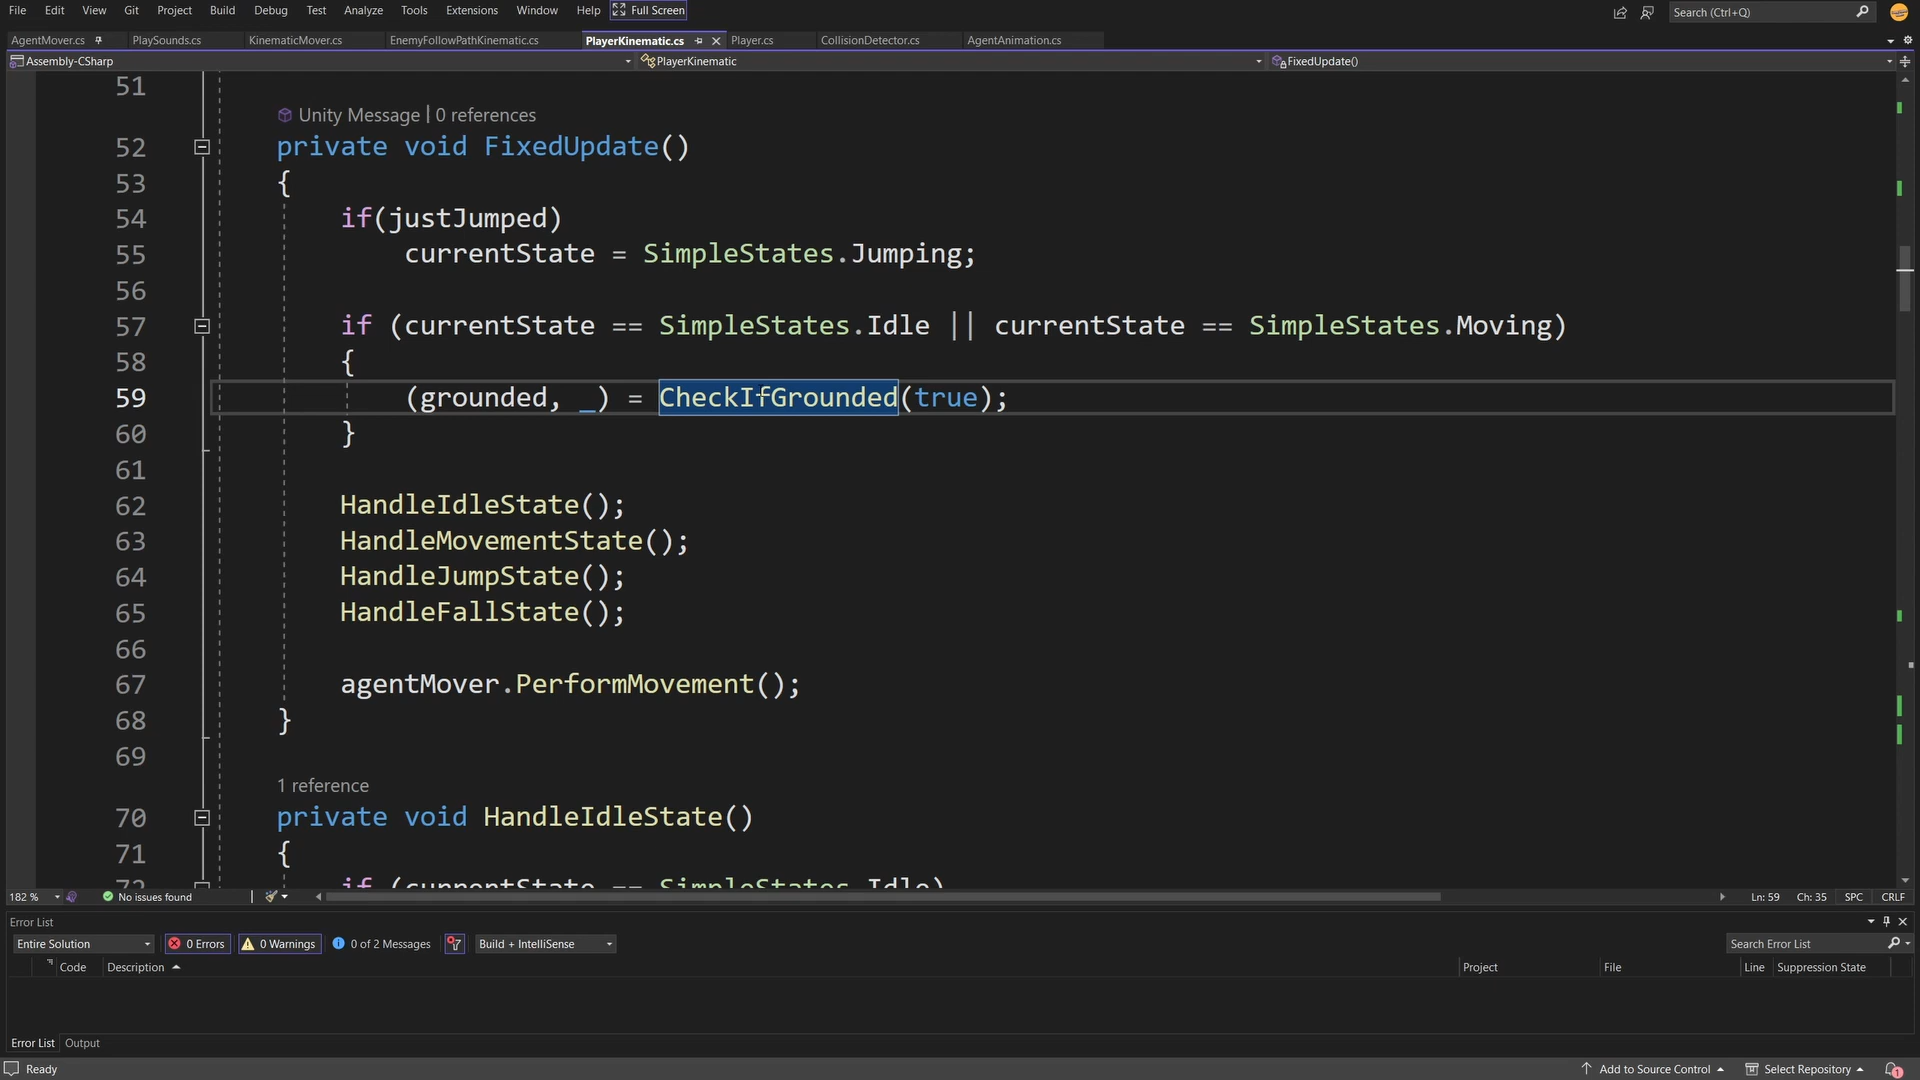 File Edit View Git Project Build Debug Test Analyze Tools Extensions Window Help Full Screen Search (Ctrl+Q)
AgentMover.cs PlaySounds.cs KinematicMover.cs EnemyFollowPathKinematic.cs PlayerKinematic.cs Player.cs CollisionDetector.cs AgentAnimation.cs
Assembly-CSharp PlayerKinematic FixedUpdate()
51
Unity Message | 0 references
52 private void FixedUpdate()
53 {
54 if(justJumped)
55 currentState = SimpleStates.Jumping;
56
57 if (currentState == SimpleStates.Idle || currentState == SimpleStates.Moving)
58 {
59 (grounded, _) = CheckIfGrounded(true);
60 }
61
62 HandleIdleState();
63 HandleMovementState();
64 HandleJumpState();
65 HandleFallState();
66
67 agentMover.PerformMovement();
68 }
69
1 reference
70 private void HandleIdleState()
71 {
72 if (currentState == SimpleStates.Idle)
182 % No issues found Ln: 59 Ch: 35 SPC CRLF
Error List
Entire Solution 0 Errors 0 Warnings 0 of 2 Messages Build + IntelliSense Search Error List
Code Description Project File Line Suppression State
Error List Output
Ready Add to Source Control Select Repository 1